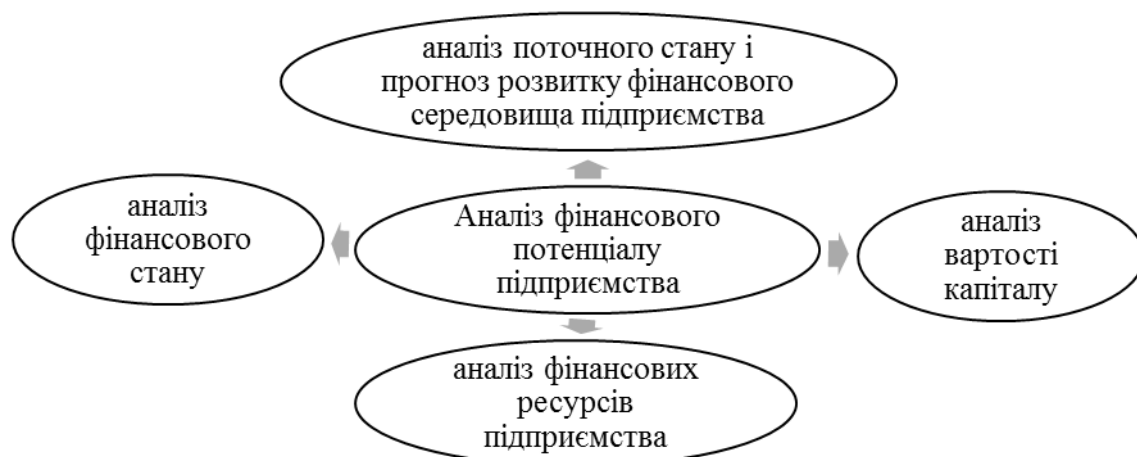 аналіз поточного стану і
прогноз розвитку фінансового
середовища підприємства
аналіз
фінансового
стану
Аналіз фінансового
потенціалу
підприємства
аналіз
вартості
капіталу
аналіз фінансових
ресурсів
підприємства